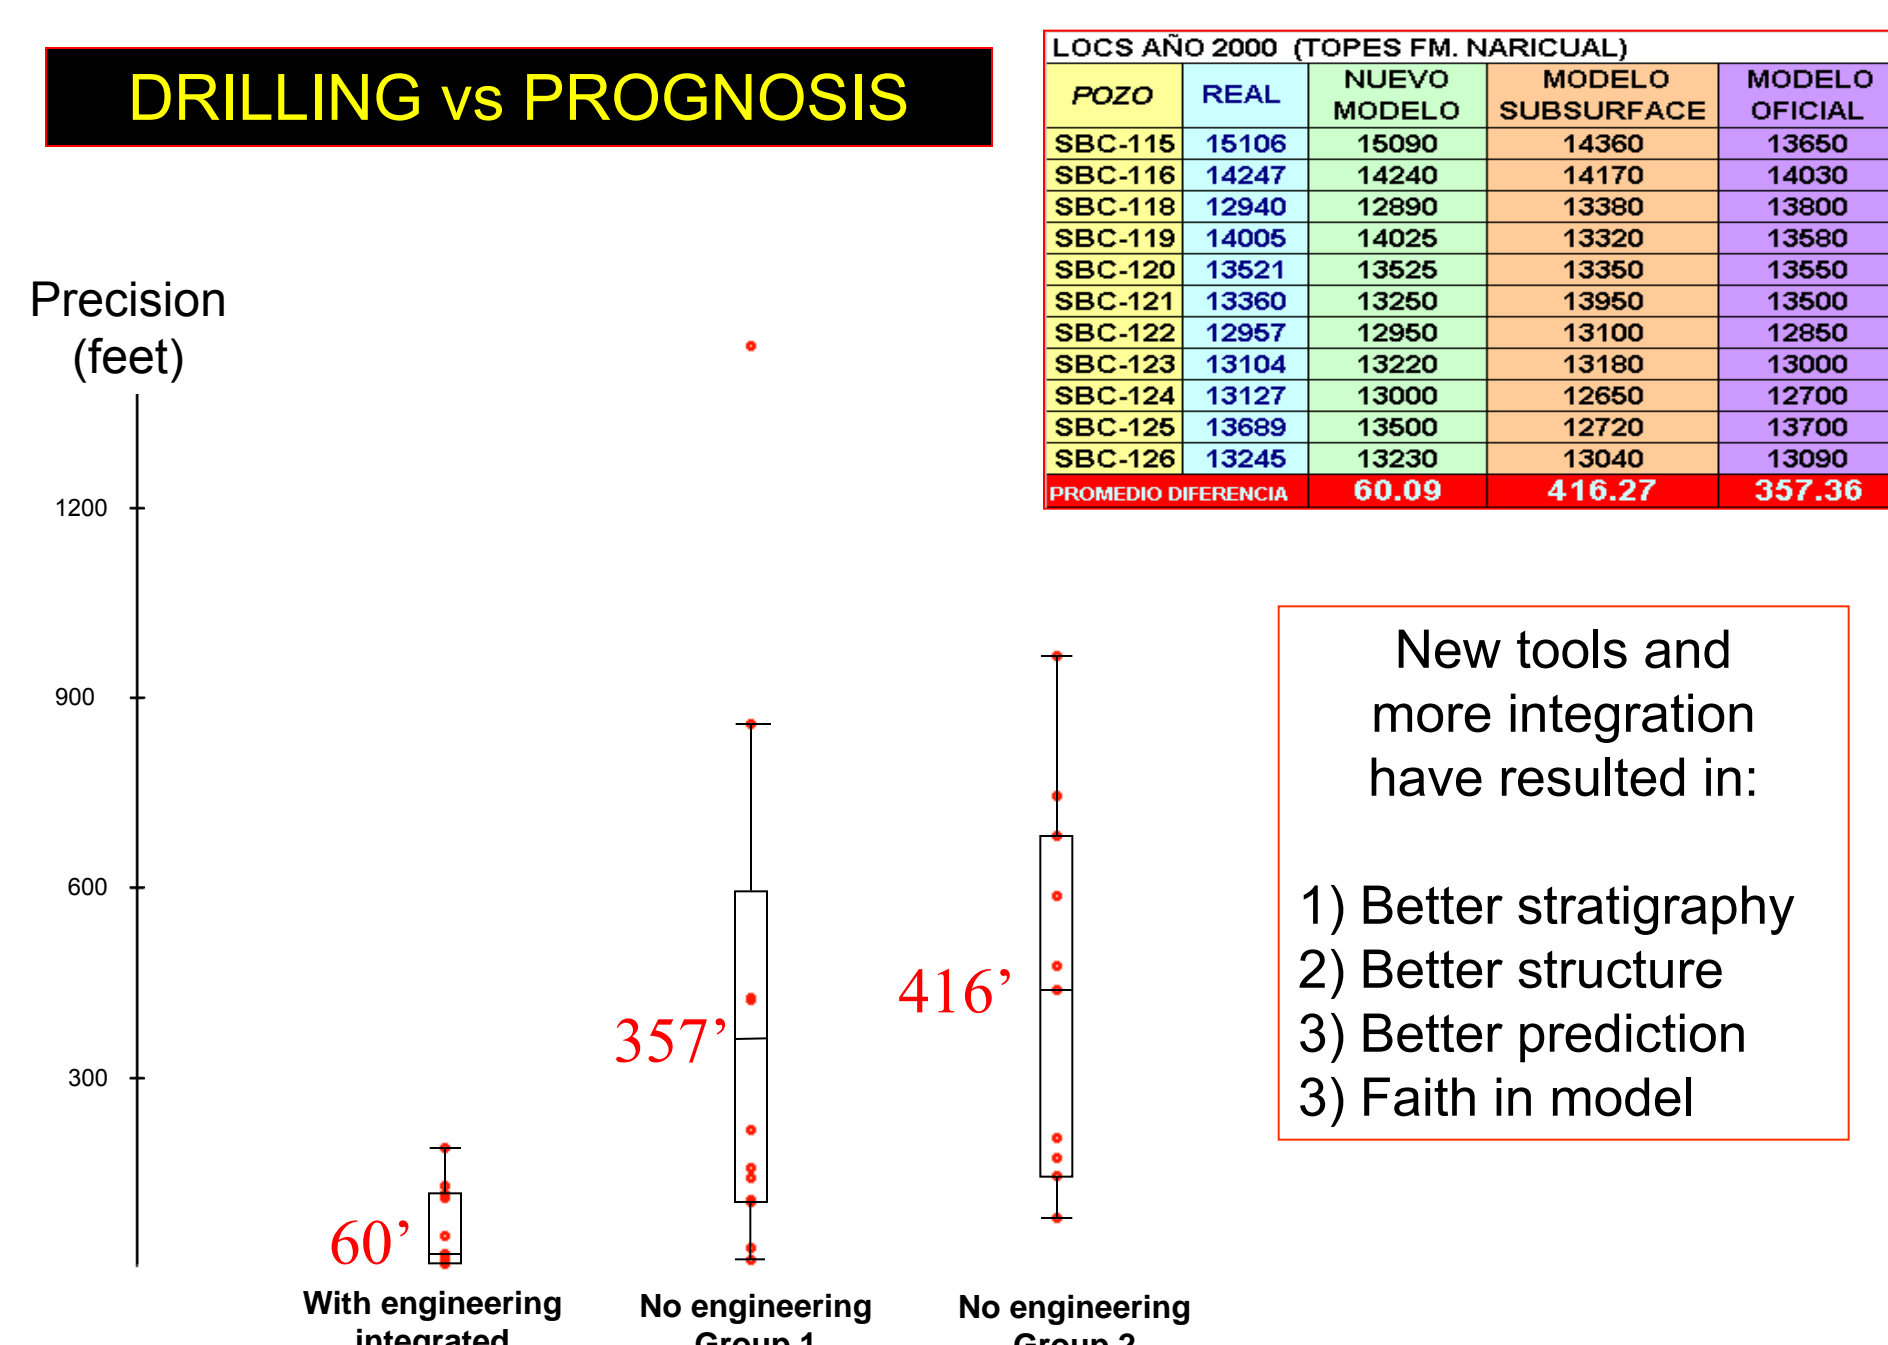 DRILLING vs PROGNOSIS
LOCS AÑO 2000 (TOPES FM. NARICUAL)
POZO REAL NUEVO MODELO MODELO SUBSURFACE MODELO OFICIAL
SBC-115 15106 15090 14360 13650
SBC-116 14247 14240 14170 14030
SBC-118 12940 12890 13380 13800
SBC-119 14005 14025 13320 13580
SBC-120 13521 13525 13350 13550
SBC-121 13360 13250 13950 13500
SBC-122 12957 12950 13100 12850
SBC-123 13104 13220 13180 13000
SBC-124 13127 13000 12650 12700
SBC-125 13689 13500 12720 13700
SBC-126 13245 13230 13040 13090
PROMEDIO DIFERENCIA 60.09 416.27 357.36
Precision
(feet)
1200
900
600
300
60’
357’
416’
With engineering
integrated
No engineering
Group 1
No engineering
Group 2
New tools and
more integration
have resulted in:
1) Better stratigraphy
2) Better structure
3) Better prediction
3) Faith in model